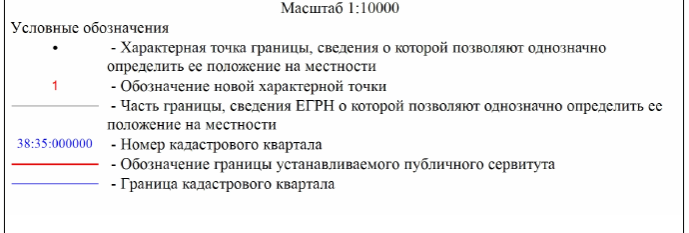 Масштаб 1:10000
Условные обозначения
- Характерная точка границы, сведения о которой позволяют однозначно
определить ее положение на местности
1 - Обозначение новой характерной точки
- Часть границы, сведения ЕГРН о которой позволяют однозначно определить ее
положение на местности
38:35:000000 - Номер кадастрового квартала
- Обозначение границы устанавливаемого публичного сервитута
- Граница кадастрового квартала